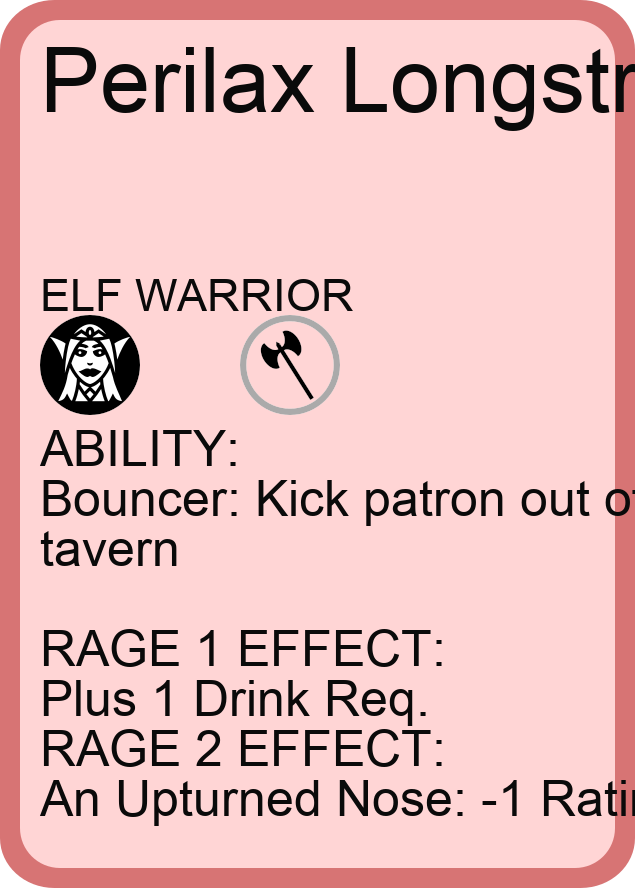 Perilax Longstr
ELF WARRIOR
ABILITY:
Bouncer: Kick patron out of
tavern
RAGE 1 EFFECT:
Plus 1 Drink Req.
RAGE 2 EFFECT:
An Upturned Nose: -1 Ratin